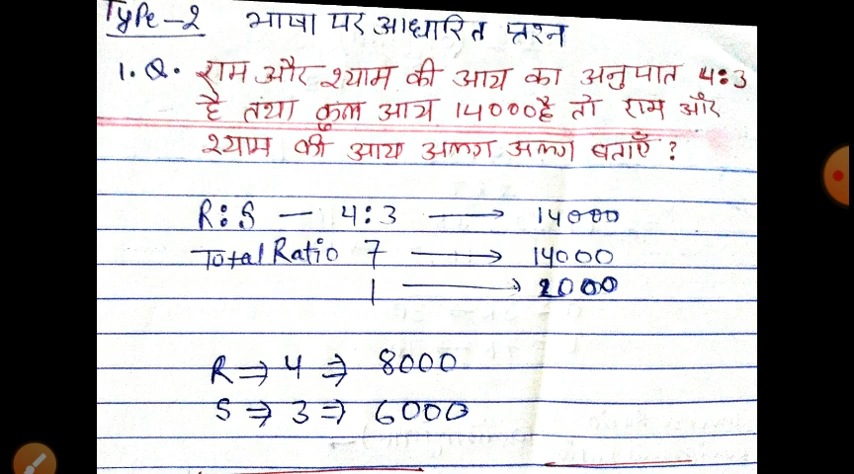 Type-2 भाषा पर आधारित प्रश्न
1.Q. राम और श्याम की आय का अनुपात 4:3
है तथा कुल आय 14000 है तो राम और
श्याम की आय अलग अलग बताएँ ?
R:S — 4:3 → 14000
Total Ratio 7 → 14000
1 → 2000
R ⇒ 4 ⇒ 8000
S ⇒ 3 ⇒ 6000